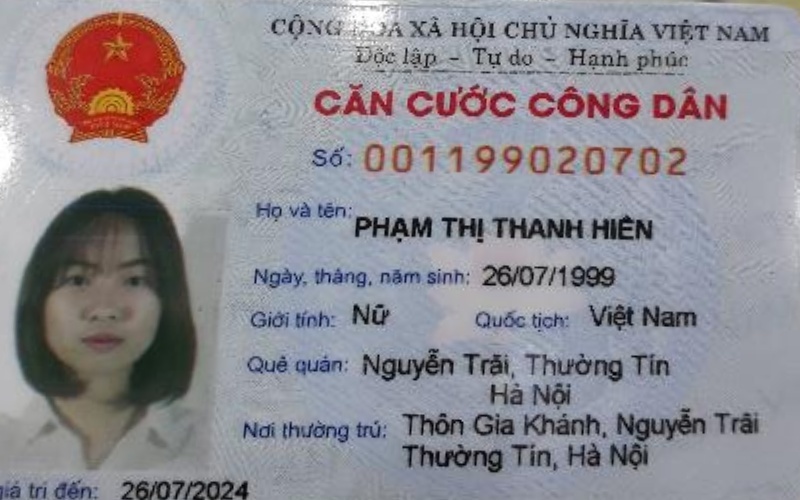 CỘNG HÒA XÃ HỘI CHỦ NGHĨA VIỆT NAM
Độc lập - Tự do - Hạnh phúc
CĂN CƯỚC CÔNG DÂN
Số: 001199020702
Họ và tên: PHẠM THỊ THANH HIÊN
Ngày, tháng, năm sinh: 26/07/1999
Giới tính: Nữ Quốc tịch: Việt Nam
Quê quán: Nguyễn Trãi, Thường Tín
Hà Nội
Nơi thường trú: Thôn Gia Khánh, Nguyễn Trãi
Thường Tín, Hà Nội
giá trị đến: 26/07/2024